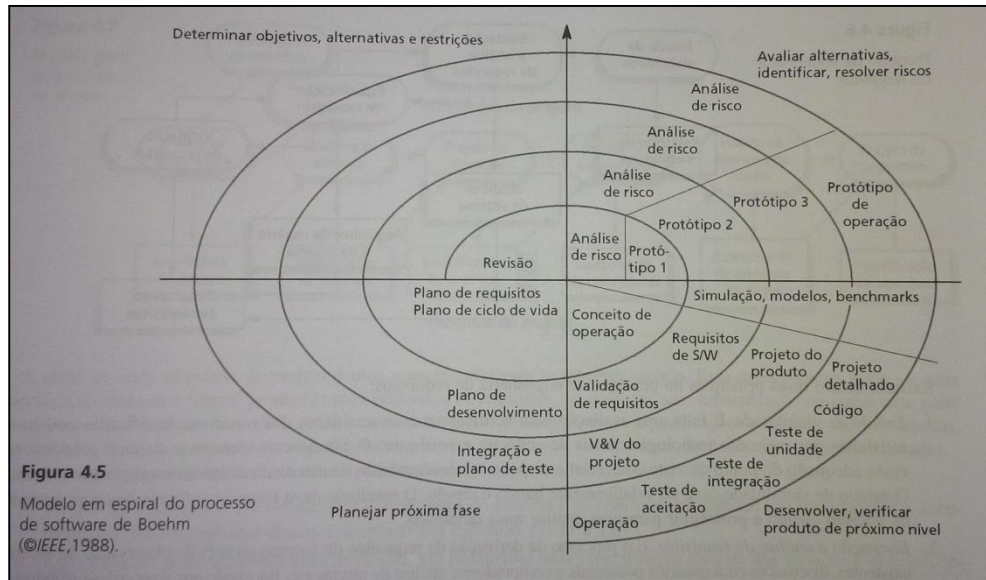 Determinar objetivos, alternativas e restrições
Avaliar alternativas,
identificar, resolver riscos
Análise
de risco
Análise
de risco
Análise
de risco
Análise
de risco
Protótipo
de
operação
Protótipo 3
Protótipo 2
Protó-
tipo 1
Revisão
Plano de requisitos
Plano de ciclo de vida
Conceito de
operação
Simulação, modelos, benchmarks
Requisitos
de S/W
Projeto do
produto
Projeto
detalhado
Plano de
desenvolvimento
Validação
de requisitos
Código
Integração e
plano de teste
V&V do
projeto
Teste de
unidade
Teste de
integração
Teste de
aceitação
Operação
Planejar próxima fase
Desenvolver, verificar
produto de próximo nível
Figura 4.5
Modelo em espiral do processo
de software de Boehm
(©IEEE,1988).